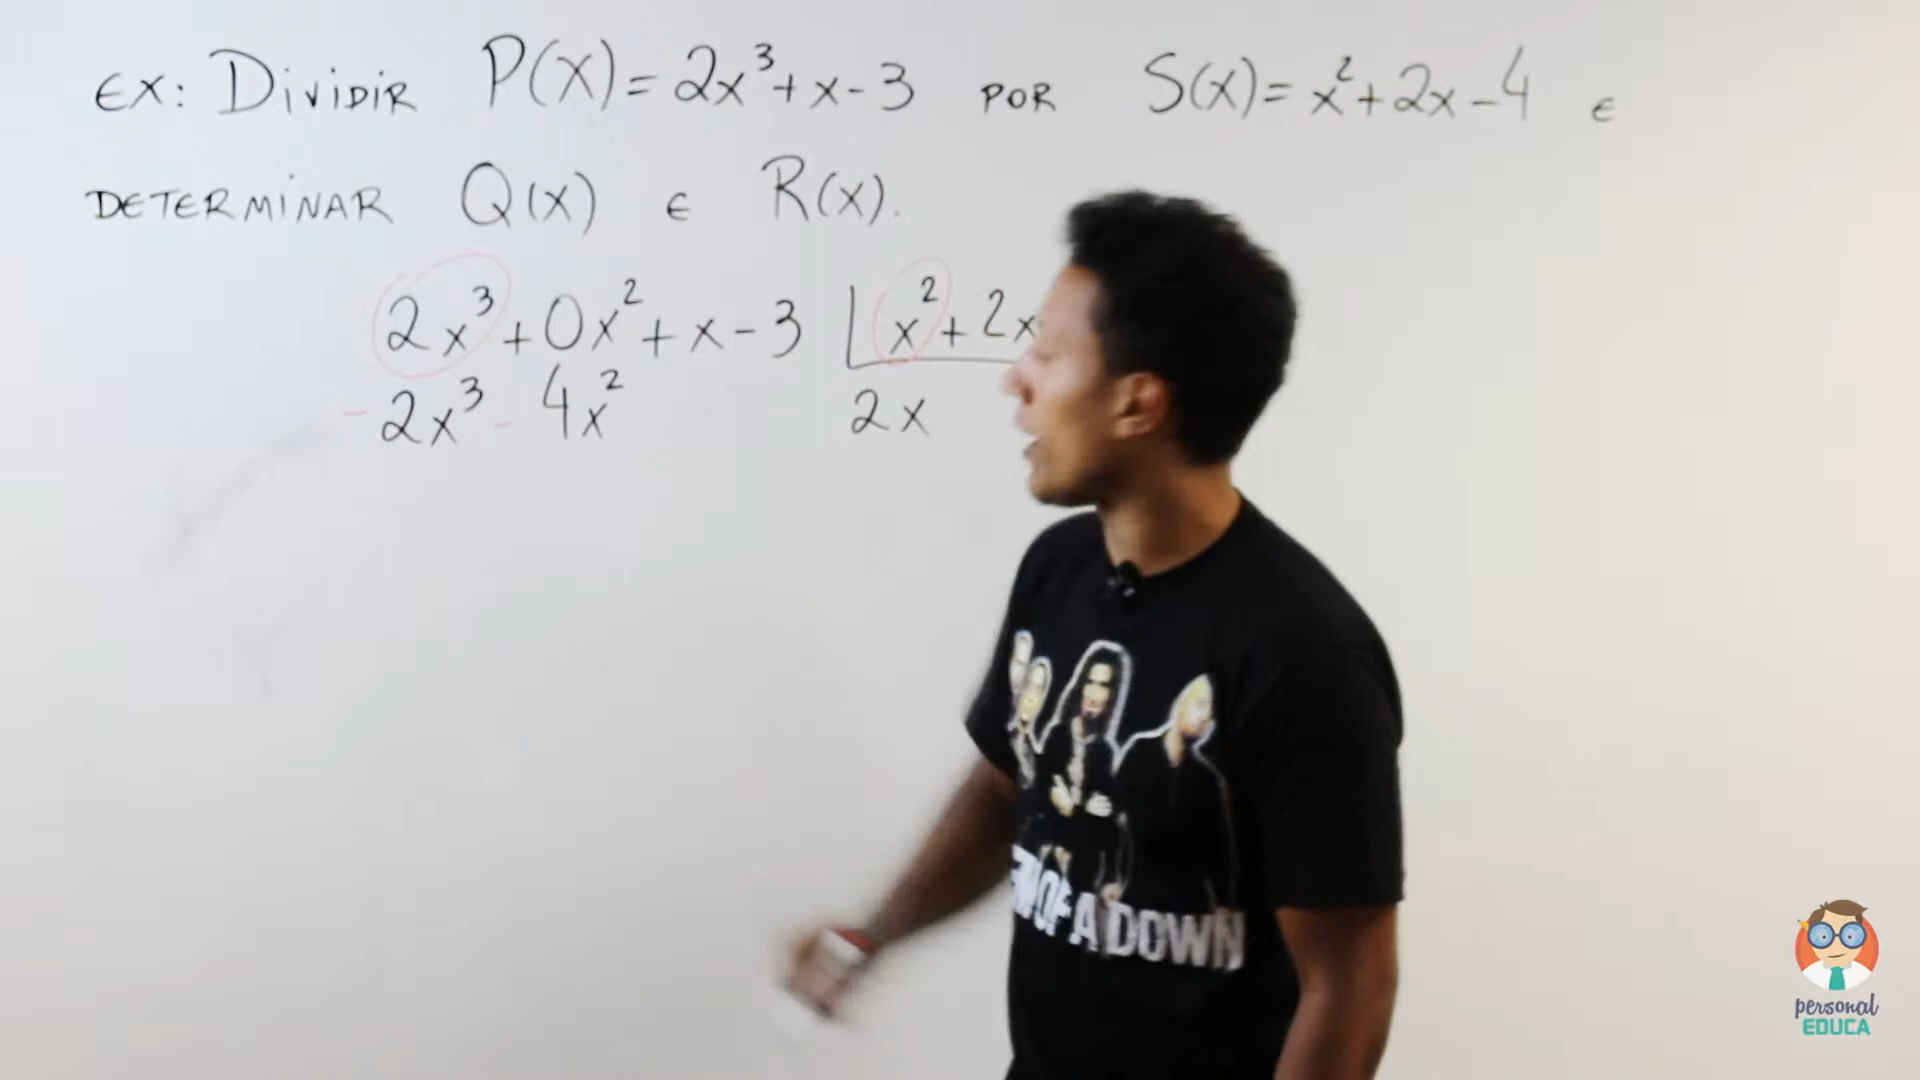 EX: DIVIDIR P(X) = 2x³ + x - 3 POR S(X) = x² + 2x - 4 E
DETERMINAR Q(X) E R(X).
2x³ + 0x² + x - 3 x² + 2x
- 2x³ - 4x² 2x
OF A DOWN
personal
EDUCA